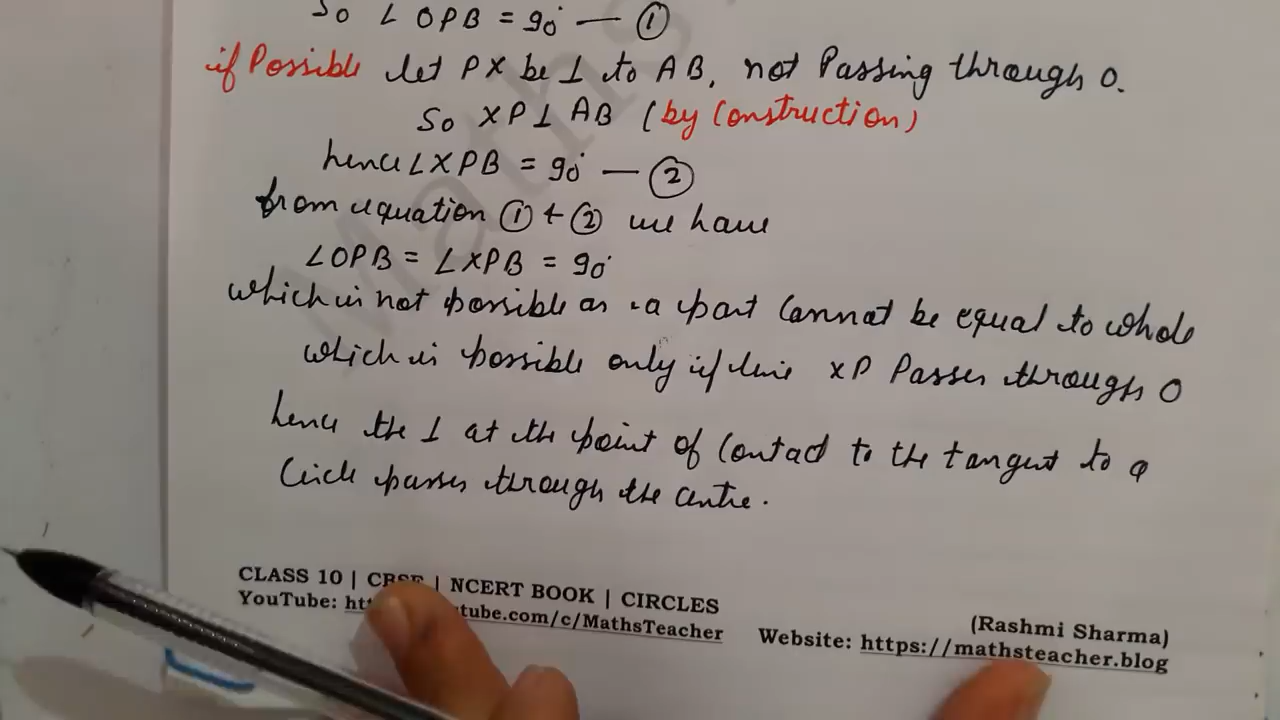 So ∠ OPB = 90° — ①
if Possible let PX be ⊥ to AB, not Passing through O.
So XP ⊥ AB (by Construction)
hence ∠XPB = 90° — ②
from equation ① + ② we have
∠OPB = ∠XPB = 90°
which is not possible as a part Cannot be equal to whole
which is possible only if line XP Passes through O
hence the ⊥ at the point of Contact to the tangent to a
Circle passes through the centre.
CLASS 10 | CBSE | NCERT BOOK | CIRCLES
YouTube: ht tube.com/c/MathsTeacher
(Rashmi Sharma)
Website: https://mathsteacher.blog
Maths